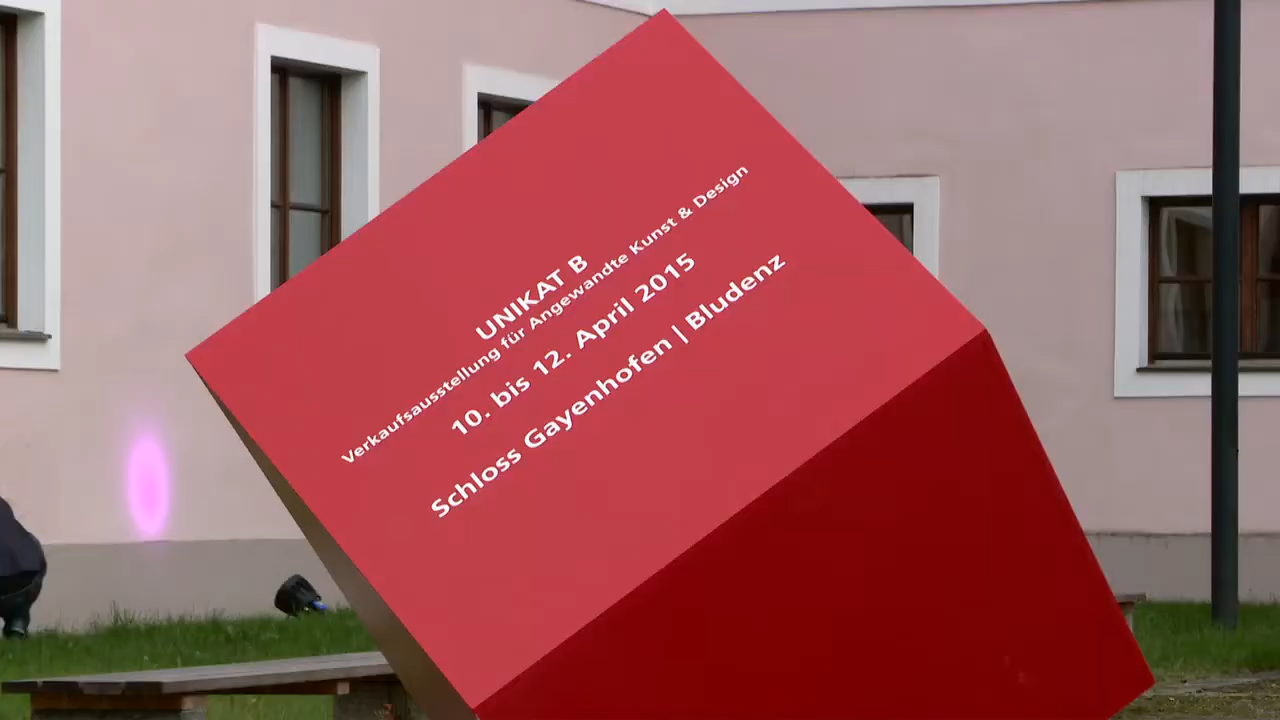 UNIKAT B
Verkaufsausstellung für Angewandte Kunst & Design
10. bis 12. April 2015
Schloss Gayenhofen | Bludenz